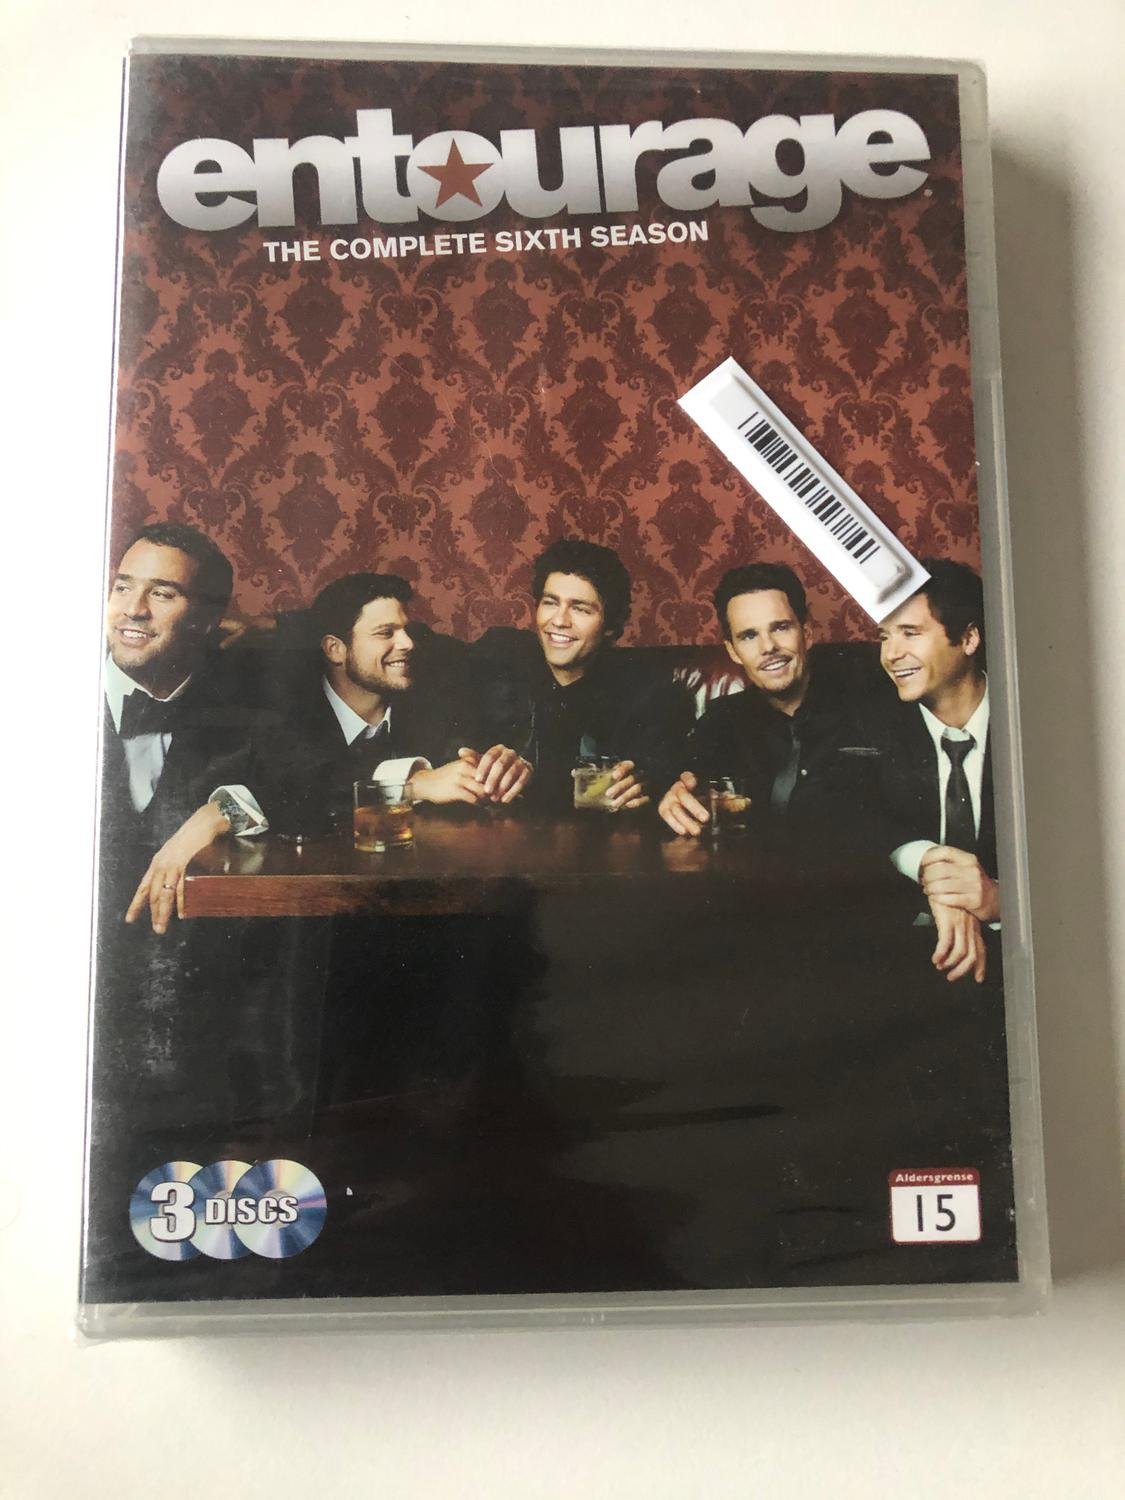 entourage
THE COMPLETE SIXTH SEASON
3 DISCS
Aldersgrense
15